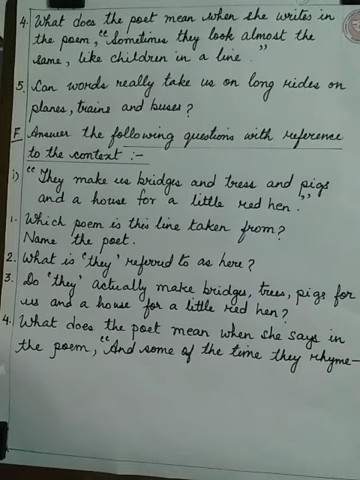 4. What does the poet mean when she writes in
the poem, "Sometimes they look almost the
same, like children in a line."
5. Can words really take us on long rides on
planes, trains and buses?
F. Answer the following questions with reference
to the context :-
i) "They make us bridges and tress and pigs
and a house for a little red hen."
1. Which poem is this line taken from?
Name the poet.
2. What is 'they' referred to as here?
3. Do 'they' actually make bridges, trees, pigs for
us and a house for a little red hen?
4. What does the poet mean when she says in
the poem, "And some of the time they rhyme—